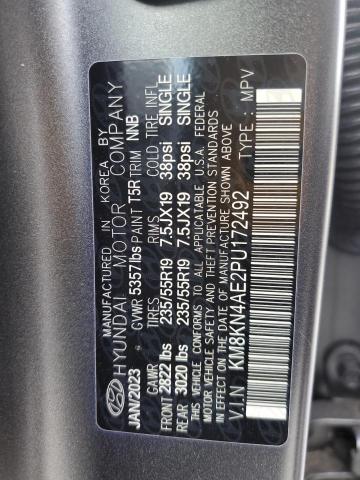 MANUFACTURED IN KOREA BY
HYUNDAI MOTOR COMPANY
JAN/2023 GVWR 5357lbs PAINT T5R TRIM NNB
GAWR TIRES RIMS COLD TIRE INFL
FRONT 2822 lbs 235/55R19 7.5JX19 38psi SINGLE
REAR 3020 lbs 235/55R19 7.5JX19 38psi SINGLE
THIS VEHICLE CONFORMS TO ALL APPLICABLE U.S.A. FEDERAL
MOTOR VEHICLE SAFETY AND BUMPER STANDARDS IN EFFECT
ON THE DATE OF MANUFACTURE SHOWN ABOVE
V.I.N : KM8KN4AE2PU172492 TYPE : MPV